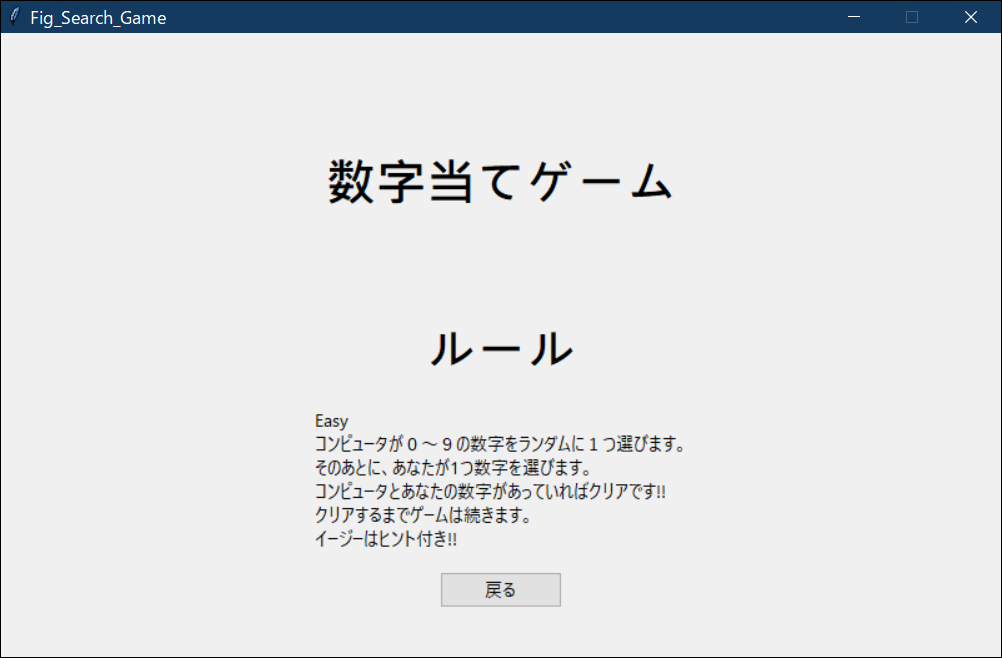 Fig_Search_Game
数字当てゲーム
ルール
Easy
コンピュータが０～９の数字をランダムに１つ選びます。
そのあとに、あなたが1つ数字を選びます。
コンピュータとあなたの数字があっていればクリアです!!
クリアするまでゲームは続きます。
イージーはヒント付き!!
戻る